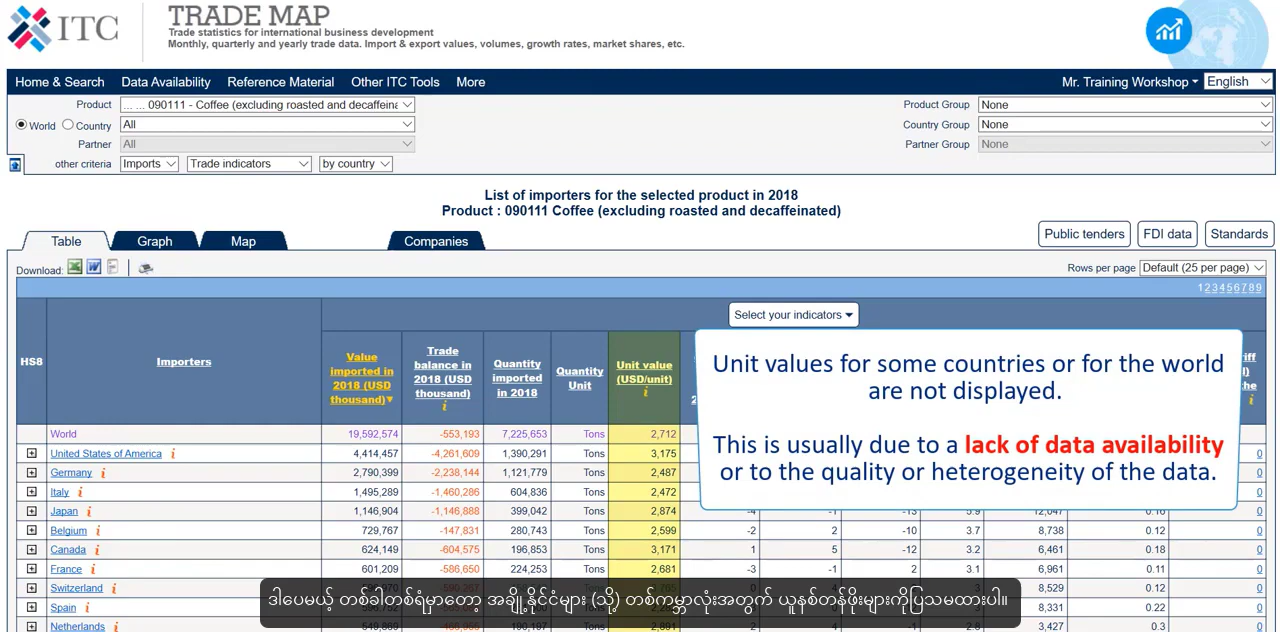 ITC
TRADE MAP
Trade statistics for international business development
Monthly, quarterly and yearly trade data. Import & export values, volumes, growth rates, market shares, etc.
Home & Search Data Availability Reference Material Other ITC Tools More Mr. Training Workshop English
Product ... ... 090111 - Coffee (excluding roasted and decaffeina Product Group None
World Country All Country Group None
Partner All Partner Group None
other criteria Imports Trade indicators by country
List of importers for the selected product in 2018
Product : 090111 Coffee (excluding roasted and decaffeinated)
Table Graph Map Companies Public tenders FDI data Standards
Download: Rows per page Default (25 per page)
1 2 3 4 5 6 7 8 9
Select your indicators
HS8 Importers
Value imported in 2018 (USD thousand)
Trade balance in 2018 (USD thousand) i
Quantity imported in 2018
Quantity Unit
Unit value (USD/unit) i
Unit values for some countries or for the world
are not displayed.
This is usually due to a lack of data availability
or to the quality or heterogeneity of the data.
World 19,592,574 -553,193 7,225,653 Tons 2,712
United States of America i 4,414,457 -4,261,609 1,390,291 Tons 3,175 0
Germany i 2,790,399 -2,238,144 1,121,779 Tons 2,487 0
Italy i 1,495,289 -1,460,286 604,836 Tons 2,472 0
Japan i 1,146,904 -1,146,888 399,042 Tons 2,874 -4 -1 -13 5.9 12,047 0.16 0
Belgium i 729,767 -147,831 280,743 Tons 2,599 -2 2 -10 3.7 8,738 0.12 0
Canada i 624,149 -604,575 196,853 Tons 3,171 1 5 -12 3.2 6,461 0.18 0
France i 601,209 -586,650 224,253 Tons 2,681 -3 -1 2 3.1 6,961 0.11 0
Switzerland i 8,529 0.12 0
Spain i 8,331 0.22 0
Netherlands i 3,427 0.3 0
ဒါပေမယ့် တစ်ခါတစ်ရံမှာတော့ အချို့နိုင်ငံများ (သို့) တစ်ကမ္ဘာလုံးအတွက် ယူနစ်တန်ဖိုးများကိုပြသမထားပါ။